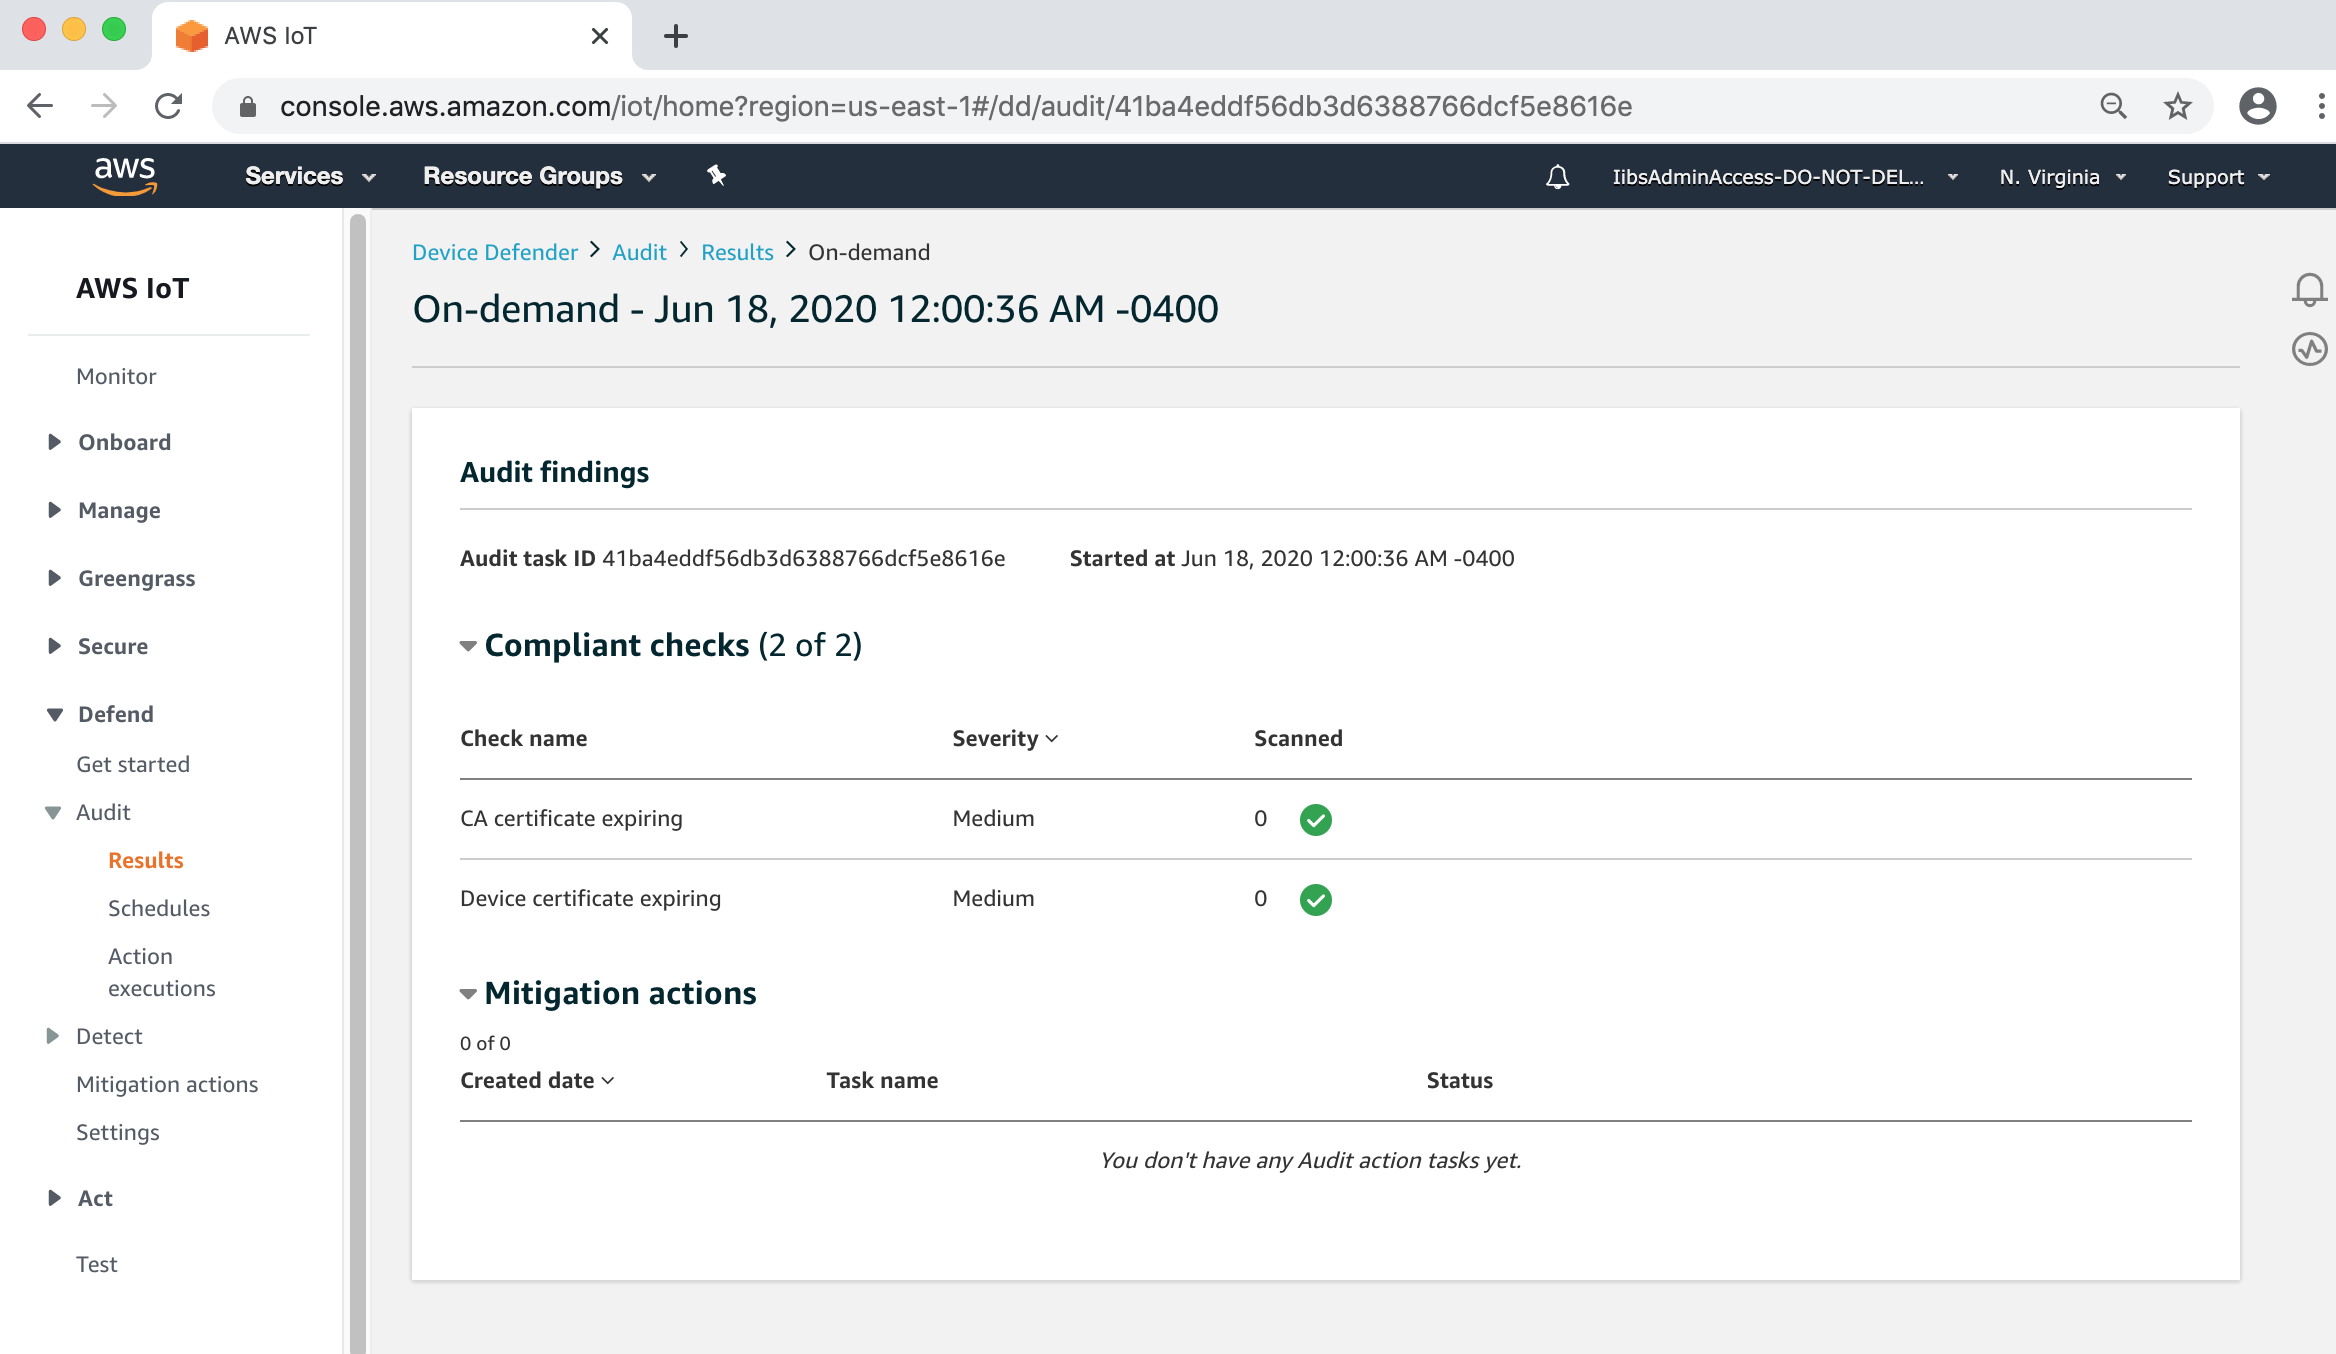 AWS IoT
console.aws.amazon.com/iot/home?region=us-east-1#/dd/audit/41ba4eddf56db3d6388766dcf5e8616e
aws Services Resource Groups IibsAdminAccess-DO-NOT-DEL... N. Virginia Support
AWS IoT
Monitor
Onboard
Manage
Greengrass
Secure
Defend
Get started
Audit
Results
Schedules
Action
executions
Detect
Mitigation actions
Settings
Act
Test
Device Defender > Audit > Results > On-demand
On-demand - Jun 18, 2020 12:00:36 AM -0400
Audit findings
Audit task ID 41ba4eddf56db3d6388766dcf5e8616e Started at Jun 18, 2020 12:00:36 AM -0400
Compliant checks (2 of 2)
Check name Severity Scanned
CA certificate expiring Medium 0
Device certificate expiring Medium 0
Mitigation actions
0 of 0
Created date Task name Status
You don't have any Audit action tasks yet.